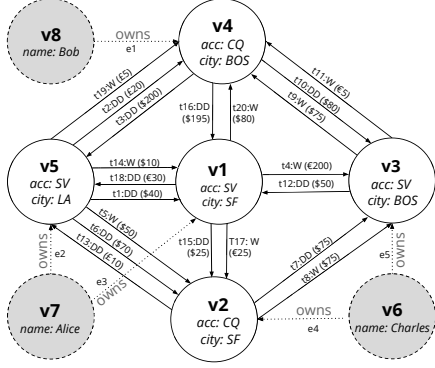 v8
name: Bob
owns
e1
v4
acc: CQ
city: BOS
t19:W (£5)
t2:DD (£20)
t3:DD ($200)
t16:DD
($195)
t20:W
($80)
t11:W (€5)
t10:DD ($80)
t9:W ($75)
v5
acc: SV
city: LA
t14:W ($10)
t18:DD (€30)
t1:DD ($40)
v1
acc: SV
city: SF
t4:W (€200)
t12:DD ($50)
v3
acc: SV
city: BOS
t5:W ($50)
t6:DD ($70)
t13:DD (£10)
t15:DD
($25)
T17: W
(€25)
t7:DD ($75)
t8:W ($75)
owns
e2
e3
owns
owns
e5
v7
name: Alice
v2
acc: CQ
city: SF
owns
e4
v6
name: Charles